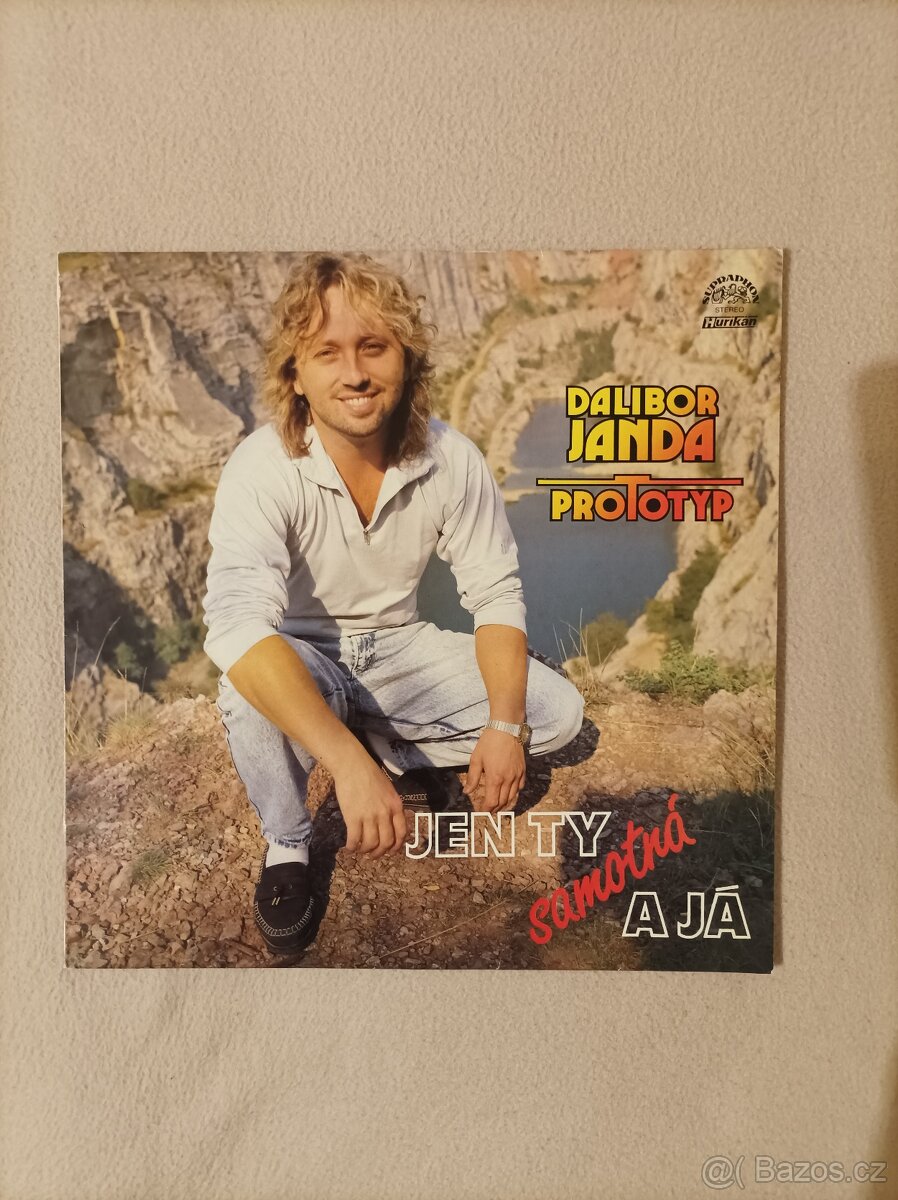 SUPRAPHON
STEREO
Hurikán
DALIBOR
JANDA
PROTOTYP
JEN TY
samotná
A JÁ
@( Bazos.cz